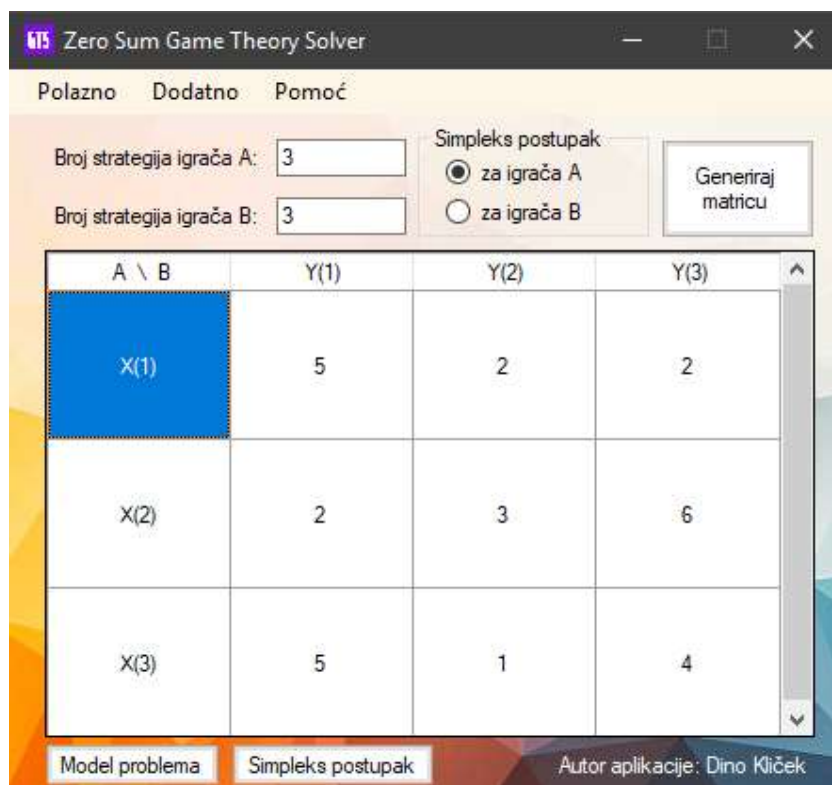 GTS Zero Sum Game Theory Solver
Polazno Dodatno Pomoć
Broj strategija igrača A: 3
Broj strategija igrača B: 3
Simpleks postupak
za igrača A
za igrača B
Generiraj
matricu
A \ B Y(1) Y(2) Y(3)
X(1) 5 2 2
X(2) 2 3 6
X(3) 5 1 4
Model problema Simpleks postupak Autor aplikacije: Dino Kliček